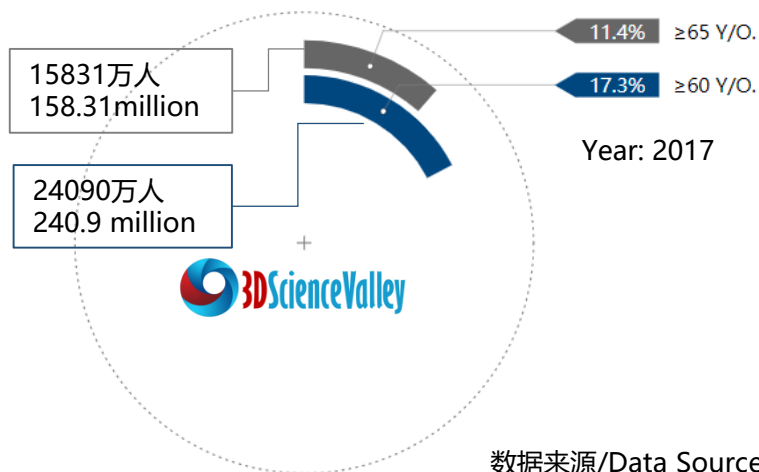 11.4% ≥65 Y/O.
15831万人
158.31million
17.3% ≥60 Y/O.
Year: 2017
24090万人
240.9 million
3DScienceValley
数据来源/Data Source